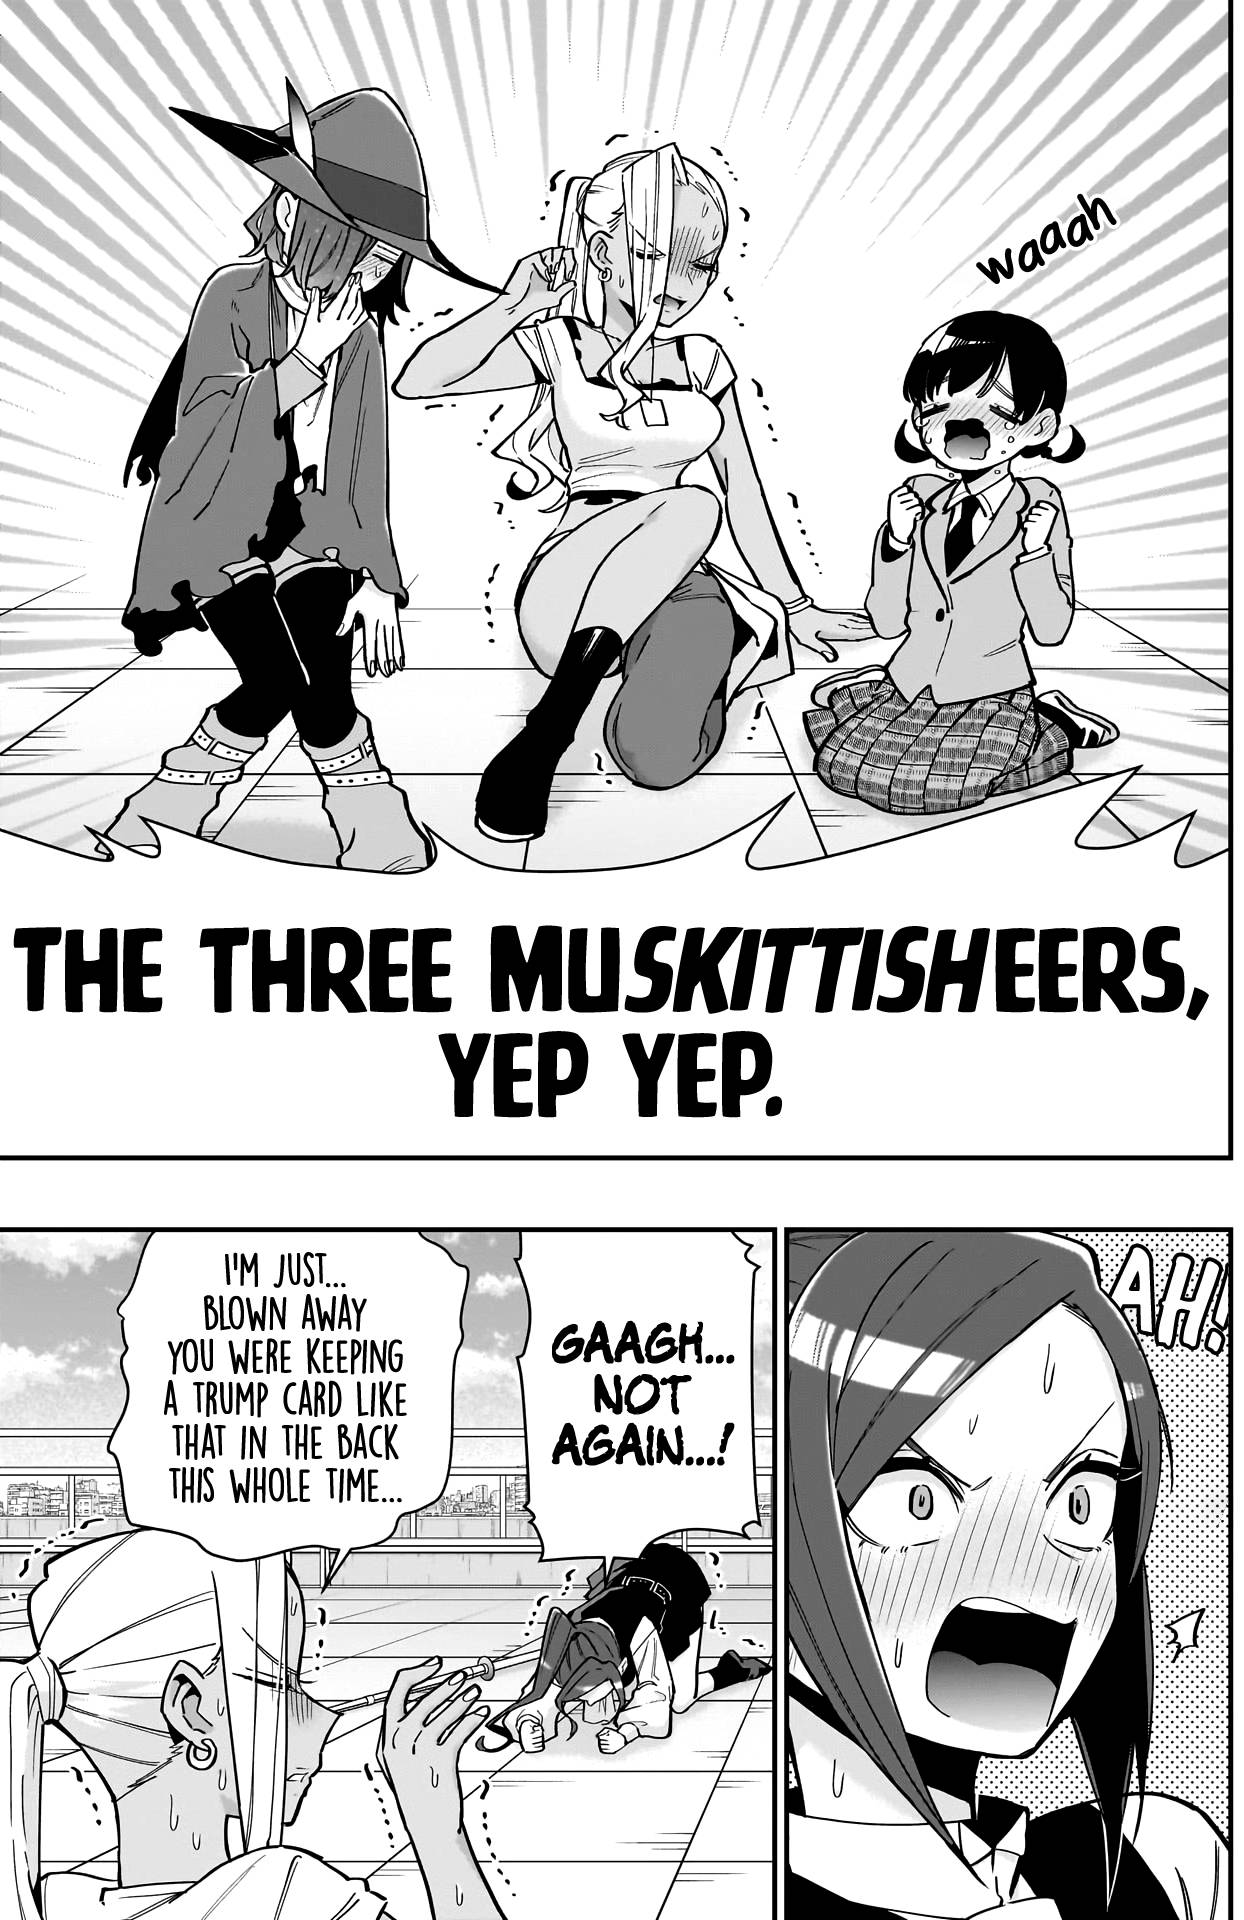 waaah
THE THREE MUSKITTISHEERS,
YEP YEP.
AH!
GAAGH...
NOT
AGAIN...!
I'M JUST...
BLOWN AWAY
YOU WERE KEEPING
A TRUMP CARD LIKE
THAT IN THE BACK
THIS WHOLE TIME...